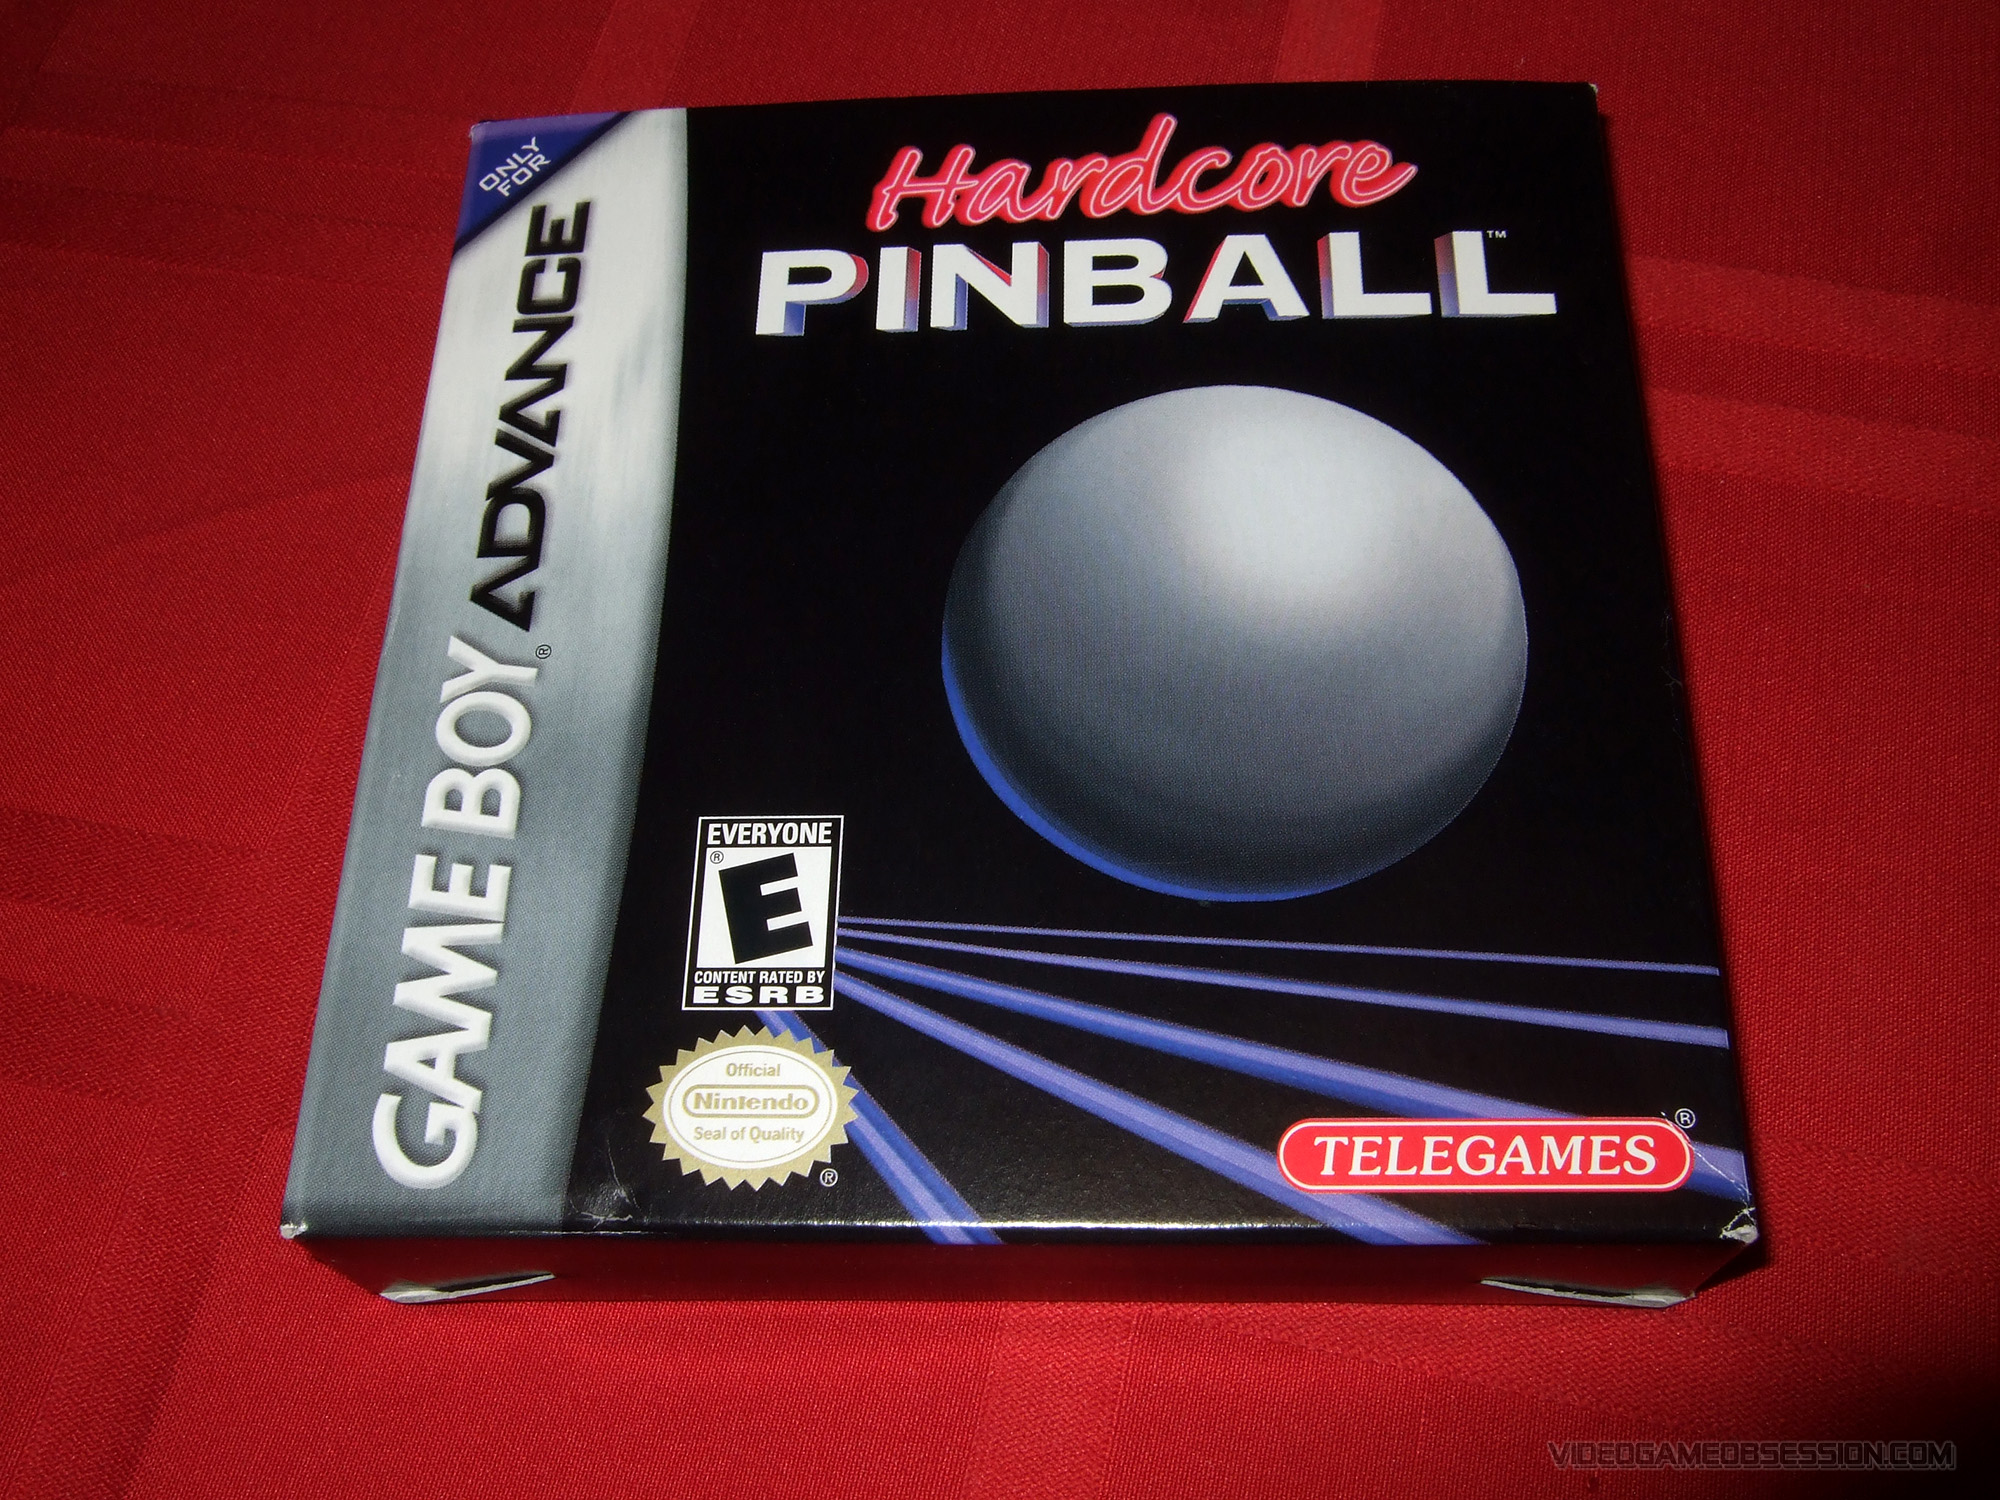 ONLY
FOR
GAME BOY ADVANCE®
Hardcore
PINBALL™
EVERYONE
®
E
CONTENT RATED BY
ESRB
Official
Nintendo
Seal of Quality
®
TELEGAMES®
VIDEOGAMEOBSESSION.COM